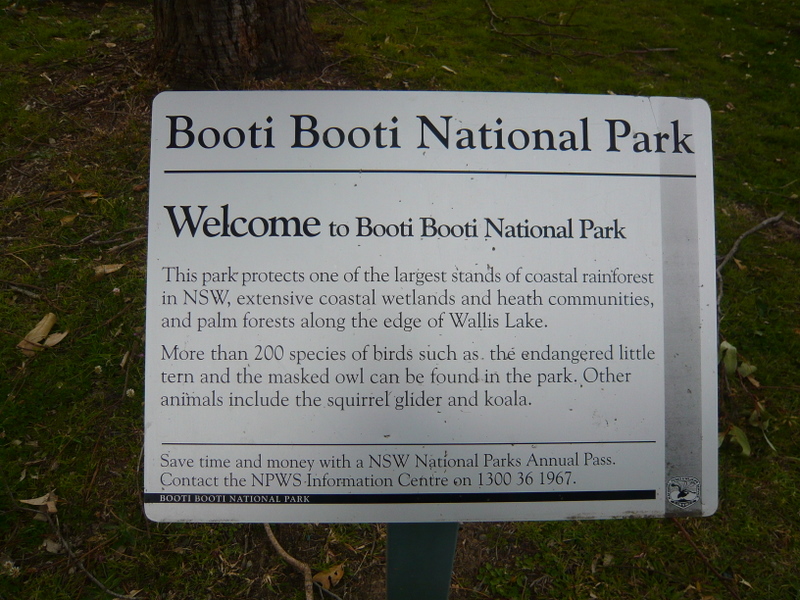 Booti Booti National Park
Welcome to Booti Booti National Park
This park protects one of the largest stands of coastal rainforest
in NSW, extensive coastal wetlands and heath communities,
and palm forests along the edge of Wallis Lake.
More than 200 species of birds such as the endangered little
tern and the masked owl can be found in the park. Other
animals include the squirrel glider and koala.
Save time and money with a NSW National Parks Annual Pass.
Contact the NPWS Information Centre on 1300 36 1967.
BOOTI BOOTI NATIONAL PARK